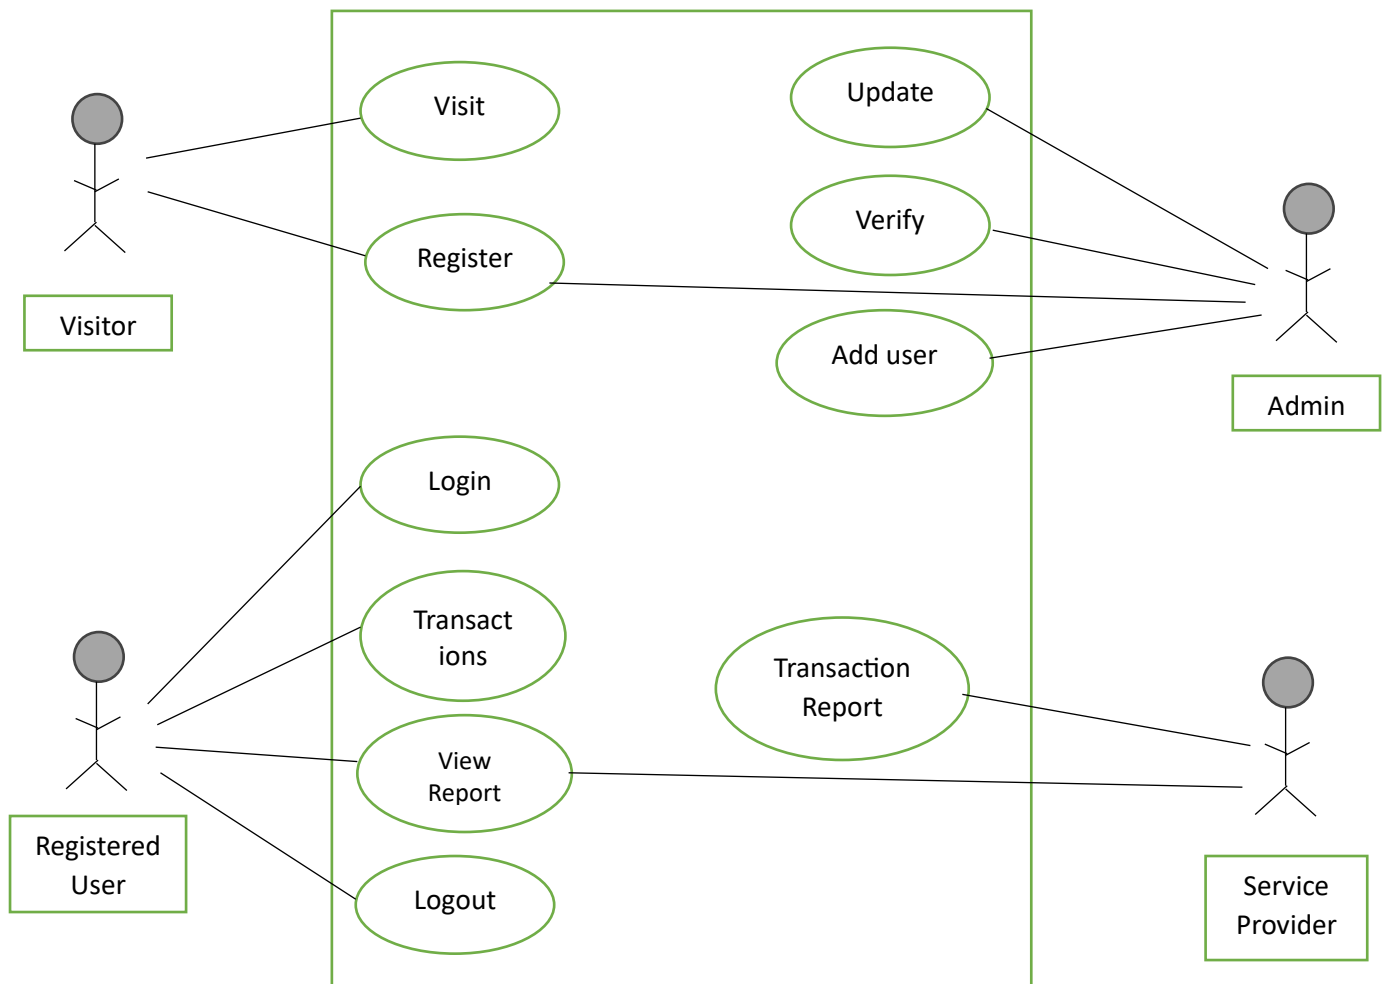 Visit
Update
Verify
Register
Visitor
Add user
Admin
Login
Transact
ions
Transaction
Report
View
Report
Registered
User
Logout
Service
Provider